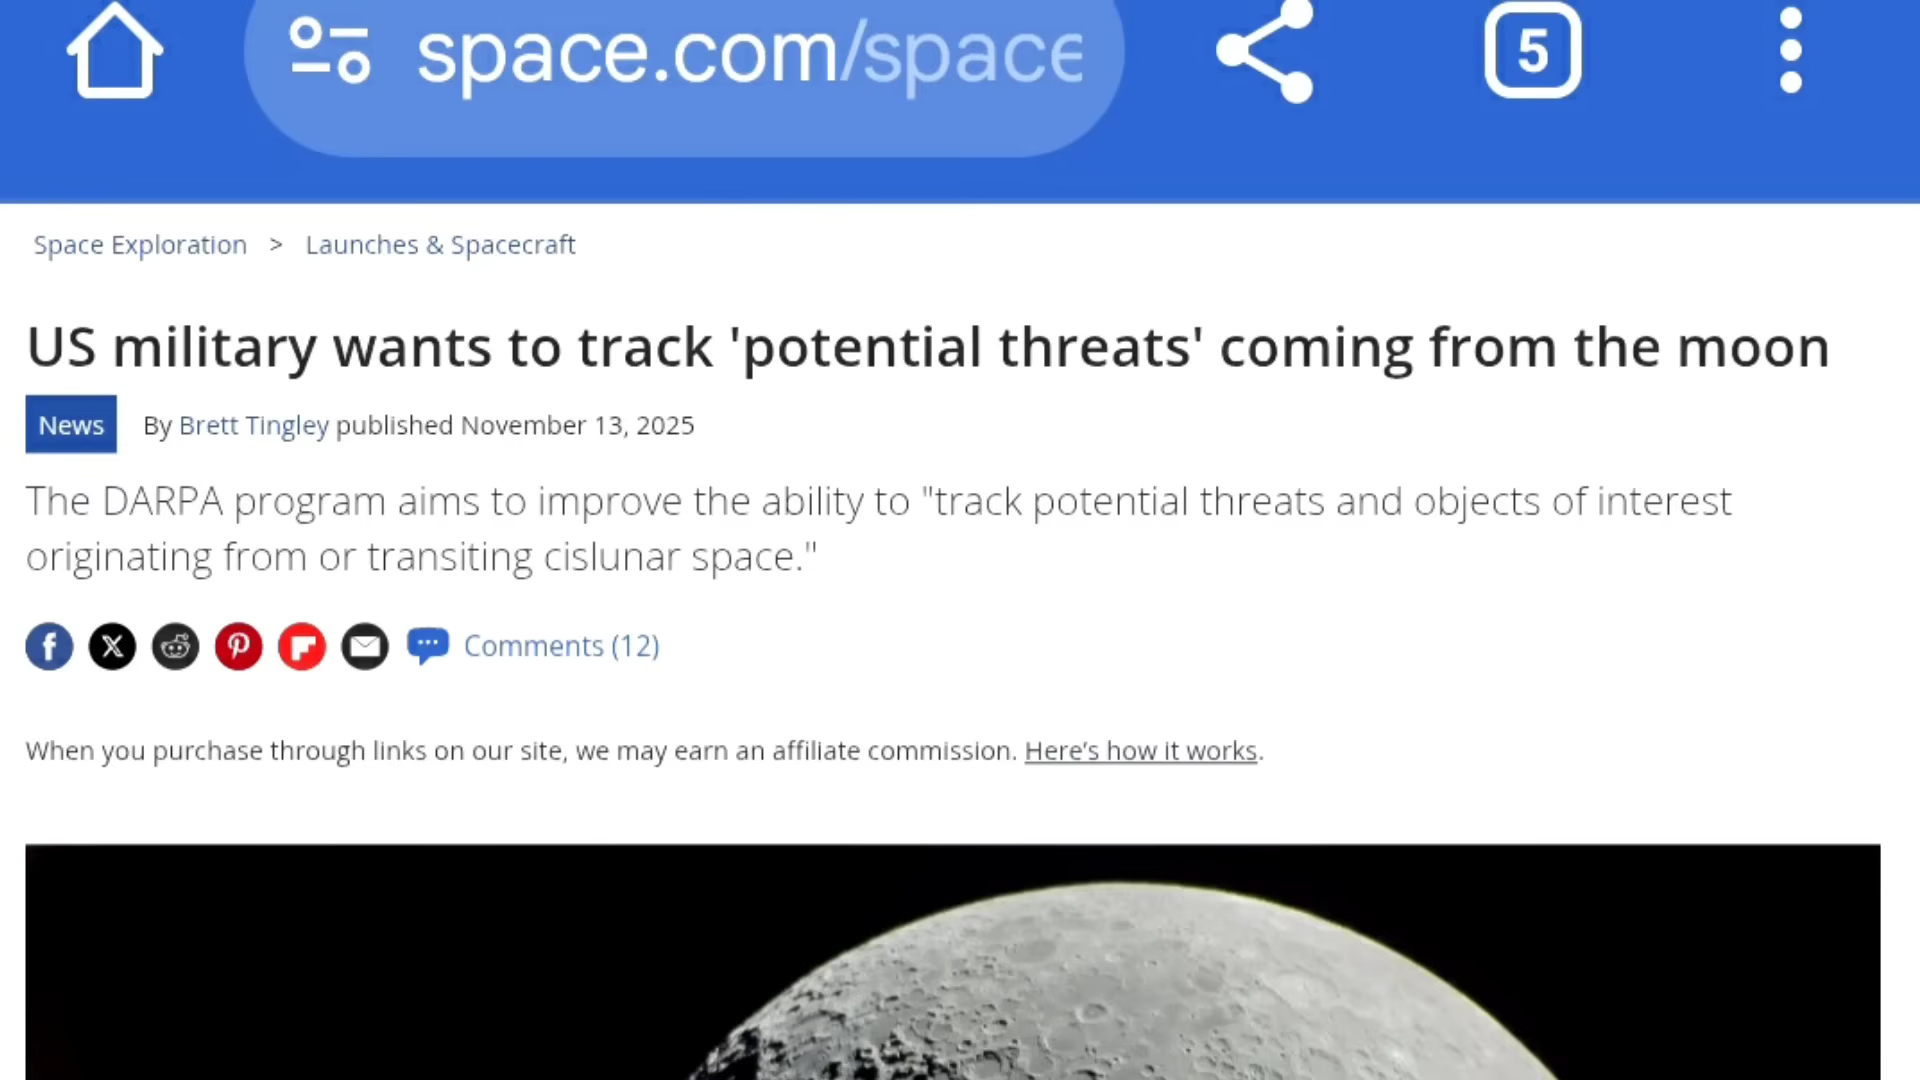 space.com/space
5
Space Exploration > Launches & Spacecraft
US military wants to track 'potential threats' coming from the moon
News By Brett Tingley published November 13, 2025
The DARPA program aims to improve the ability to "track potential threats and objects of interest
originating from or transiting cislunar space."
Comments (12)
When you purchase through links on our site, we may earn an affiliate commission. Here’s how it works.